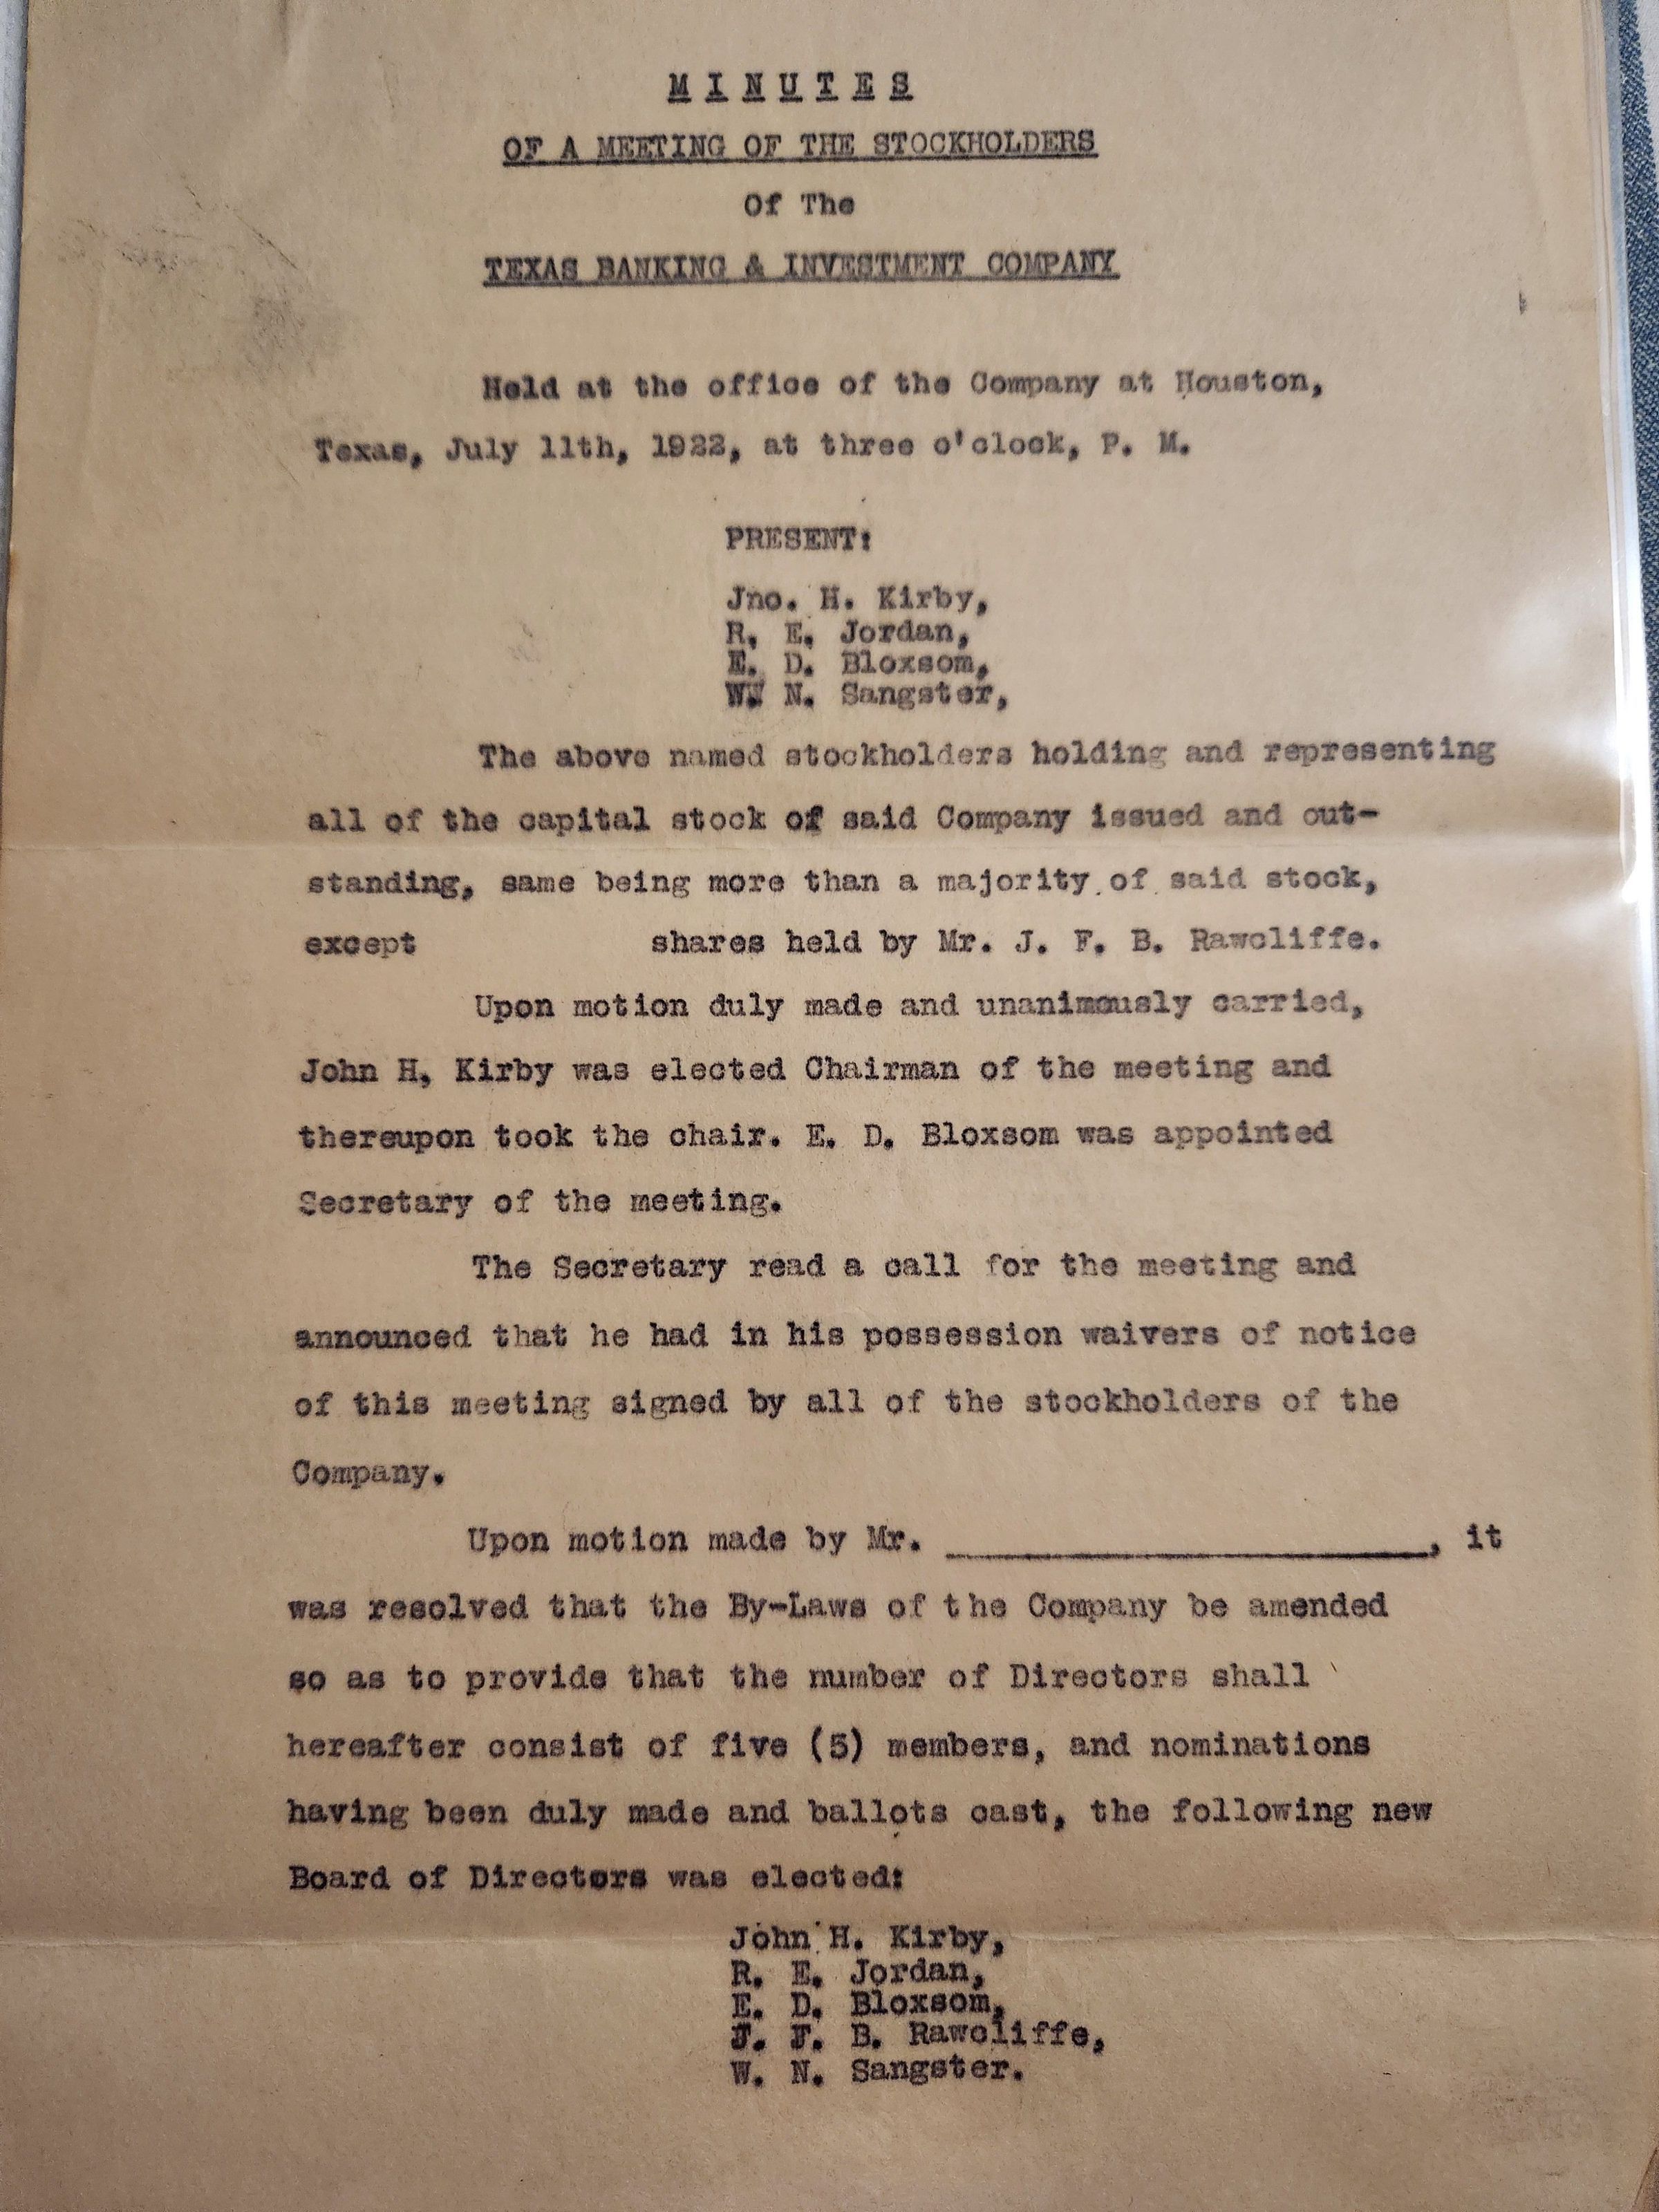 M I N U T E S
OF A MEETING OF THE STOCKHOLDERS
Of The
TEXAS BANKING & INVESTMENT COMPANY
Held at the office of the Company at Houston,
Texas, July 11th, 1922, at three o'clock, P. M.
PRESENT:
Jno. H. Kirby,
R. E. Jordan,
E. D. Bloxsom,
W. N. Sangster,
The above named stockholders holding and representing
all of the capital stock of said Company issued and out-
standing, same being more than a majority of said stock,
except shares held by Mr. J. F. B. Rawcliffe.
Upon motion duly made and unanimously carried,
John H. Kirby was elected Chairman of the meeting and
thereupon took the chair. E. D. Bloxsom was appointed
Secretary of the meeting.
The Secretary read a call for the meeting and
announced that he had in his possession waivers of notice
of this meeting signed by all of the stockholders of the
Company.
Upon motion made by Mr. ____________________, it
was resolved that the By-Laws of the Company be amended
so as to provide that the number of Directors shall
hereafter consist of five (5) members, and nominations
having been duly made and ballots cast, the following new
Board of Directors was elected:
John H. Kirby,
R. E. Jordan,
E. D. Bloxsom,
J. F. B. Rawcliffe,
W. N. Sangster.